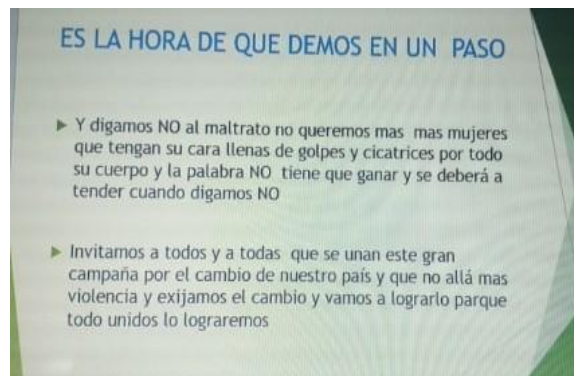 ES LA HORA DE QUE DEMOS EN UN PASO
Y digamos NO al maltrato no queremos mas mas mujeres
que tengan su cara llenas de golpes y cicatrices por todo
su cuerpo y la palabra NO tiene que ganar y se deberá a
tender cuando digamos NO
Invitamos a todos y a todas que se unan este gran
campaña por el cambio de nuestro país y que no allá mas
violencia y exijamos el cambio y vamos a lograrlo parque
todo unidos lo lograremos